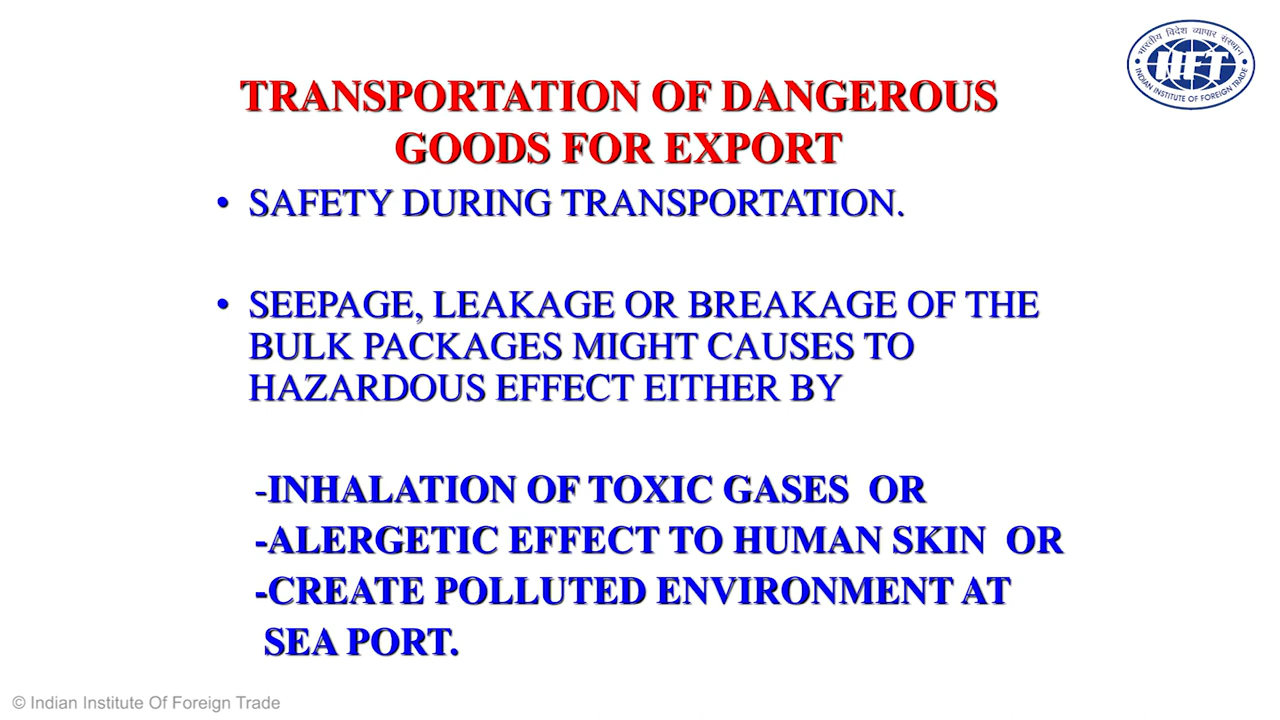 भारतीय विदेश व्यापार संस्थान
IIFT
INDIAN INSTITUTE OF FOREIGN TRADE
TRANSPORTATION OF DANGEROUS
GOODS FOR EXPORT
• SAFETY DURING TRANSPORTATION.
• SEEPAGE, LEAKAGE OR BREAKAGE OF THE
BULK PACKAGES MIGHT CAUSES TO
HAZARDOUS EFFECT EITHER BY
-INHALATION OF TOXIC GASES OR
-ALERGETIC EFFECT TO HUMAN SKIN OR
-CREATE POLLUTED ENVIRONMENT AT
SEA PORT.
© Indian Institute Of Foreign Trade